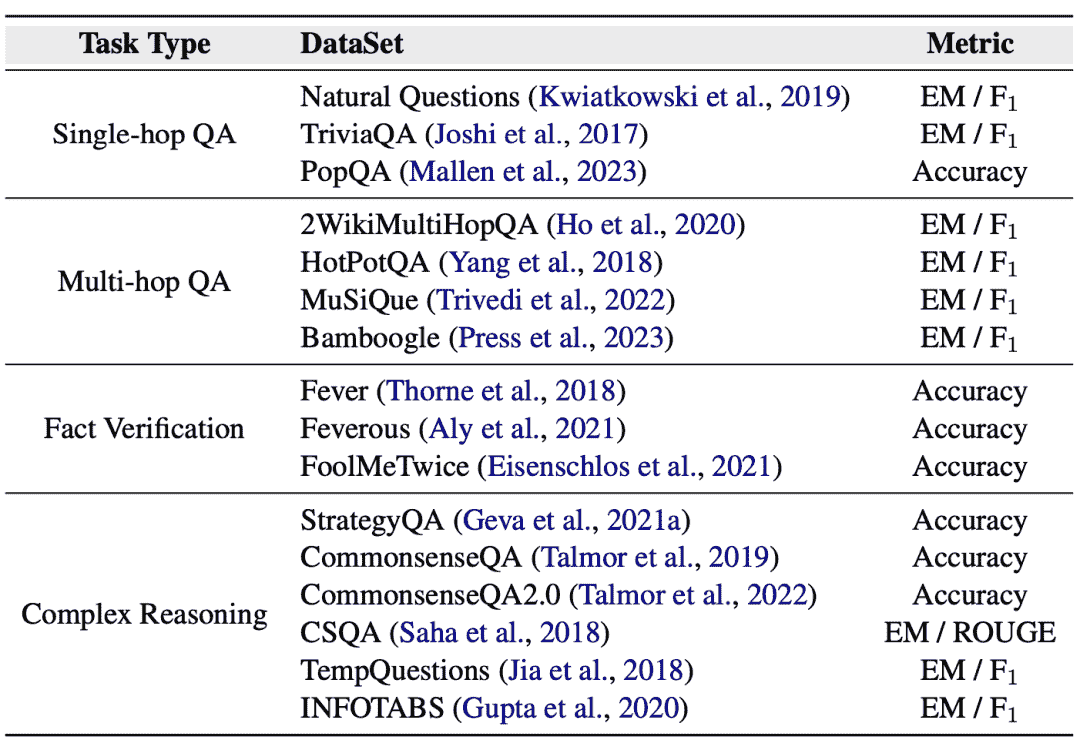 Task Type DataSet Metric
Natural Questions (Kwiatkowski et al., 2019) EM / F1
Single-hop QA TriviaQA (Joshi et al., 2017) EM / F1
PopQA (Mallen et al., 2023) Accuracy
2WikiMultiHopQA (Ho et al., 2020) EM / F1
HotPotQA (Yang et al., 2018) EM / F1
Multi-hop QA
MuSiQue (Trivedi et al., 2022) EM / F1
Bamboogle (Press et al., 2023) EM / F1
Fever (Thorne et al., 2018) Accuracy
Fact Verification Feverous (Aly et al., 2021) Accuracy
FoolMeTwice (Eisenschlos et al., 2021) Accuracy
StrategyQA (Geva et al., 2021a) Accuracy
CommonsenseQA (Talmor et al., 2019) Accuracy
CommonsenseQA2.0 (Talmor et al., 2022) Accuracy
Complex Reasoning
CSQA (Saha et al., 2018) EM / ROUGE
TempQuestions (Jia et al., 2018) EM / F1
INFOTABS (Gupta et al., 2020) EM / F1